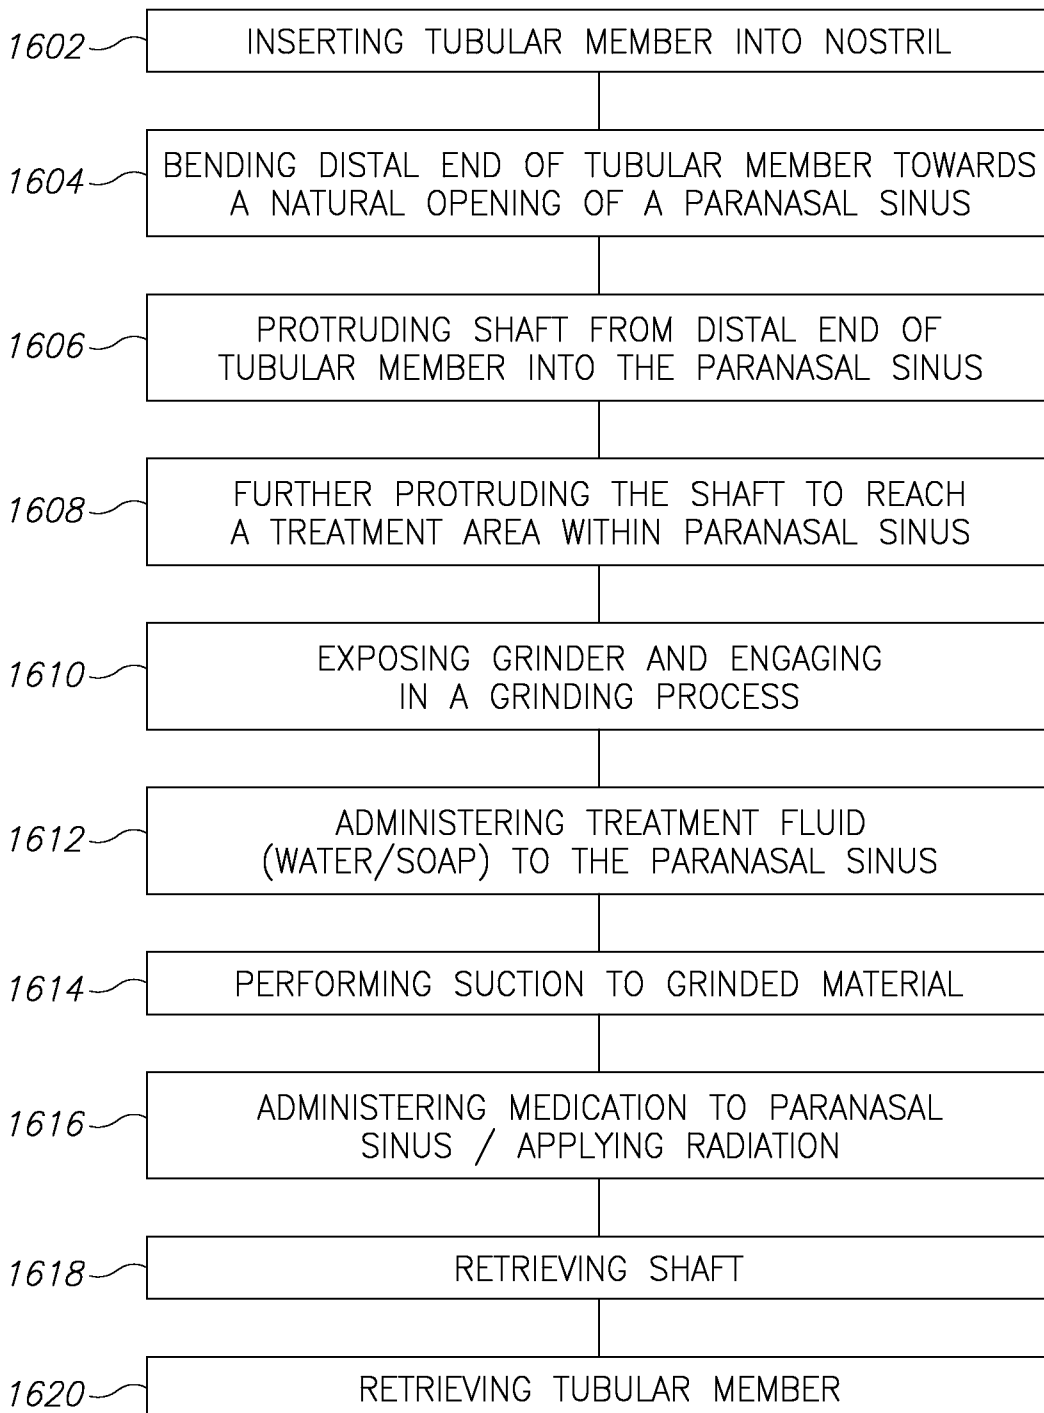 1602 INSERTING TUBULAR MEMBER INTO NOSTRIL
1604 BENDING DISTAL END OF TUBULAR MEMBER TOWARDS
A NATURAL OPENING OF A PARANASAL SINUS
1606 PROTRUDING SHAFT FROM DISTAL END OF
TUBULAR MEMBER INTO THE PARANASAL SINUS
1608 FURTHER PROTRUDING THE SHAFT TO REACH
A TREATMENT AREA WITHIN PARANASAL SINUS
1610 EXPOSING GRINDER AND ENGAGING
IN A GRINDING PROCESS
1612 ADMINISTERING TREATMENT FLUID
(WATER/SOAP) TO THE PARANASAL SINUS
1614 PERFORMING SUCTION TO GRINDED MATERIAL
1616 ADMINISTERING MEDICATION TO PARANASAL
SINUS / APPLYING RADIATION
1618 RETRIEVING SHAFT
1620 RETRIEVING TUBULAR MEMBER